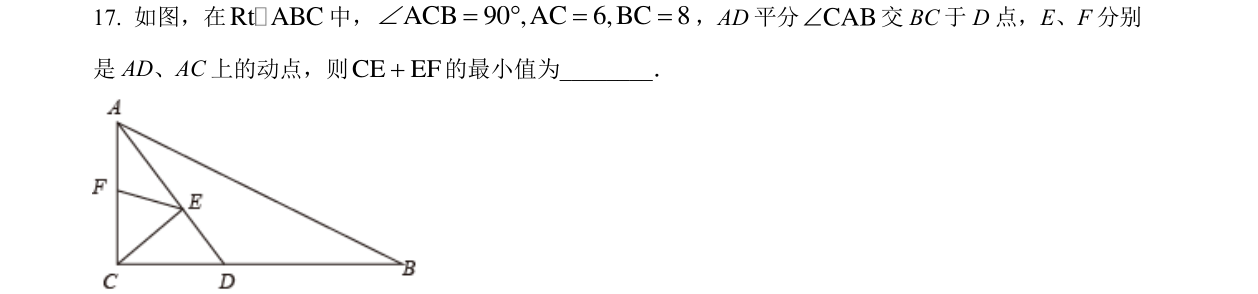 17. 如图，在Rt□ABC中，∠ACB=90°,AC=6,BC=8，AD平分∠CAB交BC于D点，E、F分别
是AD、AC上的动点，则CE+EF的最小值为________.
A
F
E
C
D
B